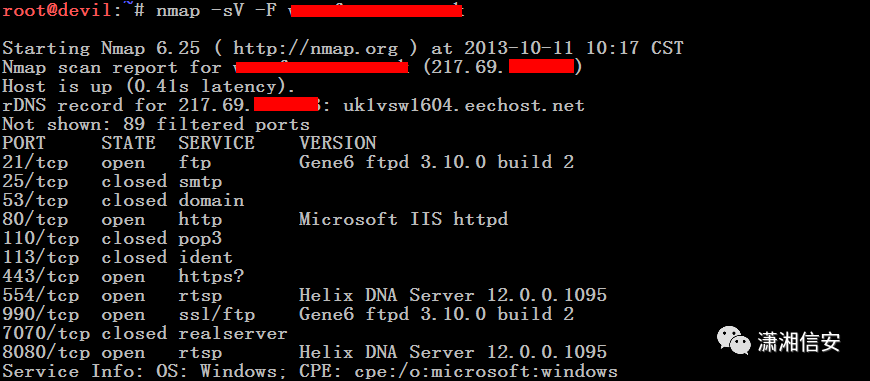 root@devil:~# nmap -sV -F
Starting Nmap 6.25 ( http://nmap.org ) at 2013-10-11 10:17 CST
Nmap scan report for (217.69. )
Host is up (0.41s latency).
rDNS record for 217.69. : uk1vsw1604.eechost.net
Not shown: 89 filtered ports
PORT STATE SERVICE VERSION
21/tcp open ftp Gene6 ftpd 3.10.0 build 2
25/tcp closed smtp
53/tcp closed domain
80/tcp open http Microsoft IIS httpd
110/tcp closed pop3
113/tcp closed ident
443/tcp open https?
554/tcp open rtsp Helix DNA Server 12.0.0.1095
990/tcp open ssl/ftp Gene6 ftpd 3.10.0 build 2
7070/tcp closed realserver
8080/tcp open rtsp Helix DNA Server 12.0.0.1095
Service Info: OS: Windows; CPE: cpe:/o:microsoft:windows
潇湘信安